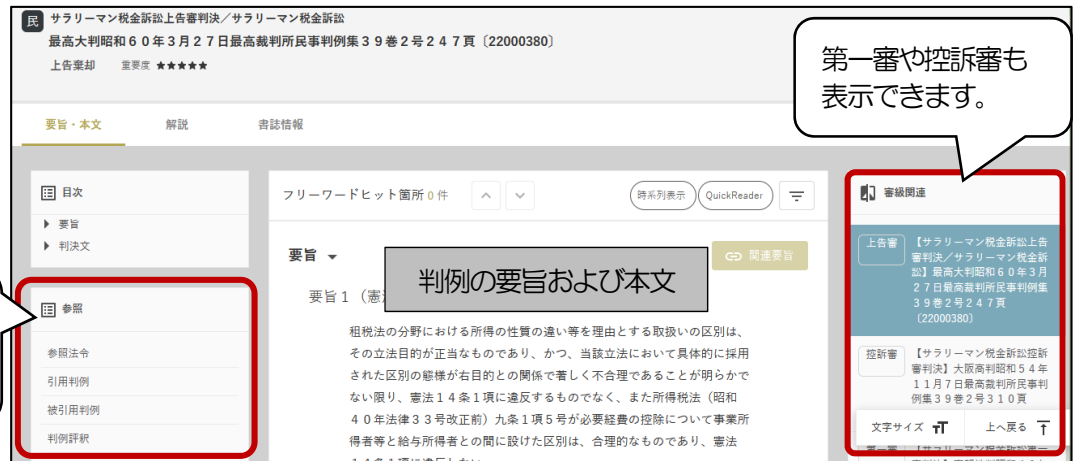 民 サラリーマン税金訴訟上告審判決／サラリーマン税金訴訟
最高大判昭和６０年３月２７日最高裁判所民事判例集３９巻２号２４７頁〔22000380〕
上告棄却 重要度 ★★★★★
第一審や控訴審も
表示できます。
要旨・本文 解説 書誌情報
目次
要旨
判決文
参照
参照法令
引用判例
被引用判例
判例評釈
フリーワードヒット箇所 0 件
時系列表示 QuickReader
要旨
関連要旨
判例の要旨および本文
要旨１（憲
租税法の分野における所得の性質の違い等を理由とする取扱いの区別は、
その立法目的が正当なものであり、かつ、当該立法において具体的に採用
された区別の態様が右目的との関係で著しく不合理であることが明らかで
ない限り、憲法１４条１項に違反するものでなく、また所得税法（昭和
４０年法律３３号改正前）九条１項５号が必要経費の控除について事業所
得者等と給与所得者との間に設けた区別は、合理的なものであり、憲法
１４条１項に違反しない
審級関連
上告審 【サラリーマン税金訴訟上告
審判決／サラリーマン税金訴
訟】最高大判昭和６０年３月
２７日最高裁判所民事判例集
３９巻２号２４７頁
〔22000380〕
控訴審 【サラリーマン税金訴訟控訴
審判決】大阪高判昭和５４年
１１月７日最高裁判所民事判
例集３９巻２号３１０頁
文字サイズ 上へ戻る